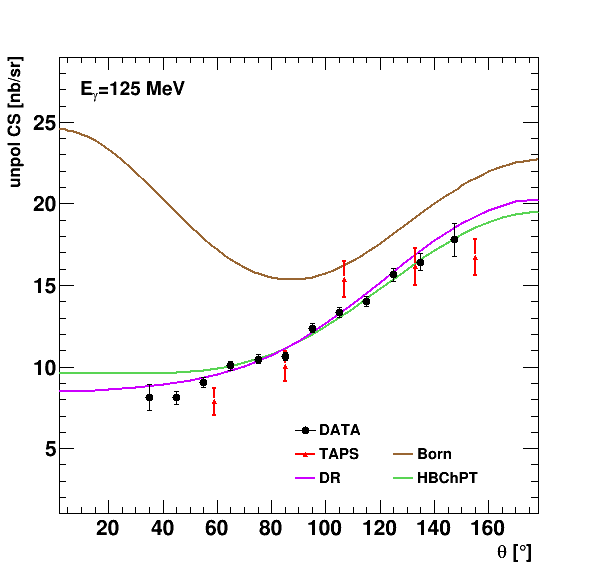 unpol CS [nb/sr]
Eγ=125 MeV
25
20
15
10
5
DATA
TAPS
Born
DR
HBChPT
20 40 60 80 100 120 140 160
θ [°]